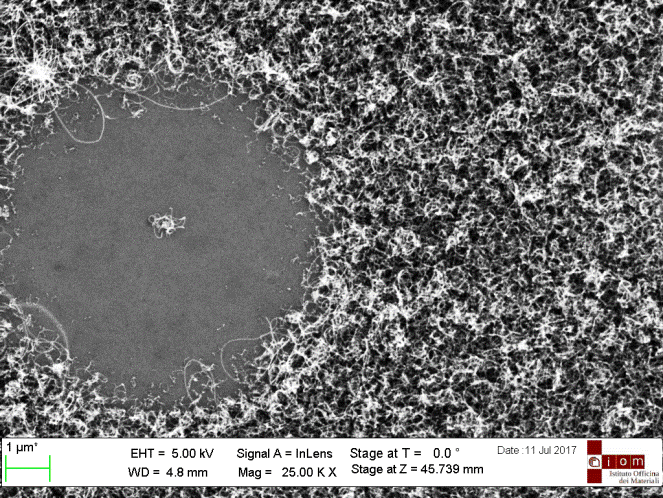 1 µm*
EHT = 5.00 kV Signal A = InLens Stage at T = 0.0 ° Date :11 Jul 2017
WD = 4.8 mm Mag = 25.00 K X Stage at Z = 45.739 mm
iom
Istituto Officina
dei Materiali